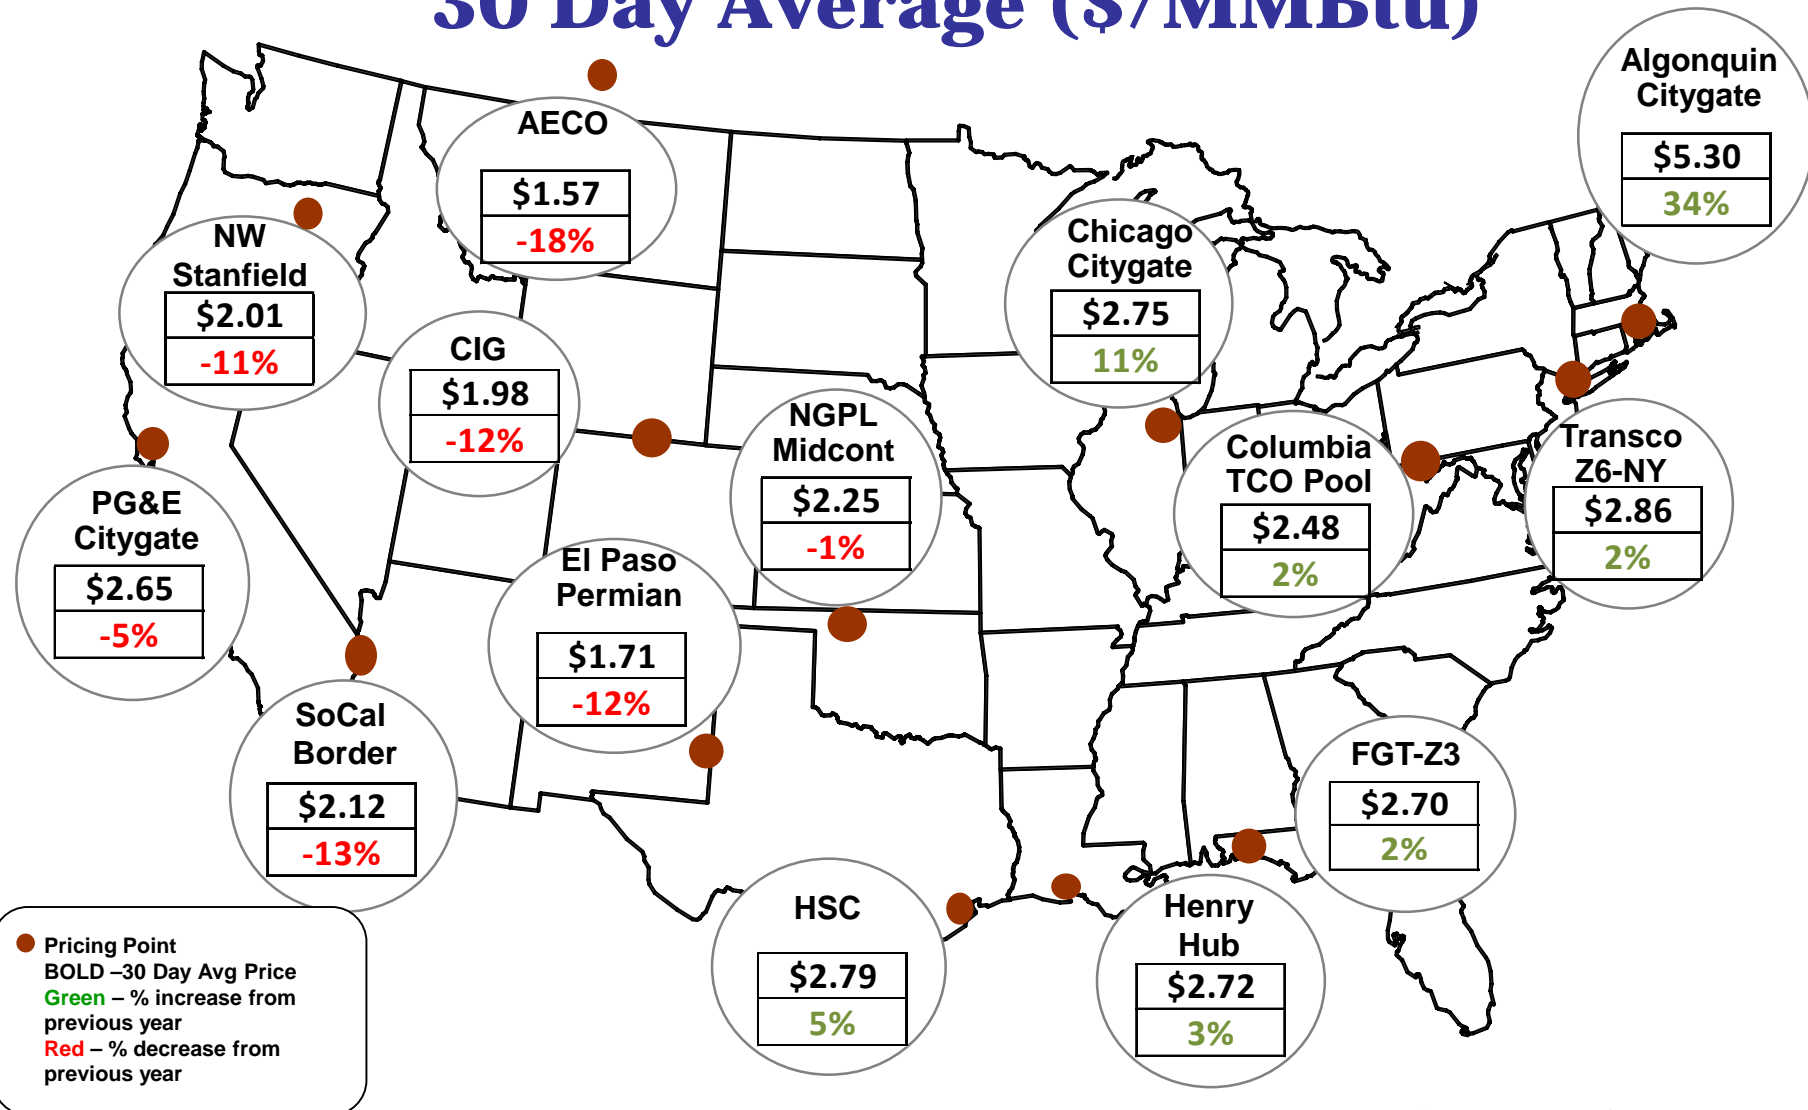 30 Day Average ($/MMBtu)
Algonquin
Citygate
$5.30
34%
AECO
$1.57
-18%
Chicago
Citygate
$2.75
11%
NW
Stanfield
$2.01
-11%
CIG
$1.98
-12%
NGPL
Midcont
$2.25
-1%
Columbia
TCO Pool
$2.48
2%
Transco
Z6-NY
$2.86
2%
PG&E
Citygate
$2.65
-5%
El Paso
Permian
$1.71
-12%
SoCal
Border
$2.12
-13%
FGT-Z3
$2.70
2%
HSC
$2.79
5%
Henry
Hub
$2.72
3%
Pricing Point
BOLD –30 Day Avg Price
Green – % increase from
previous year
Red – % decrease from
previous year